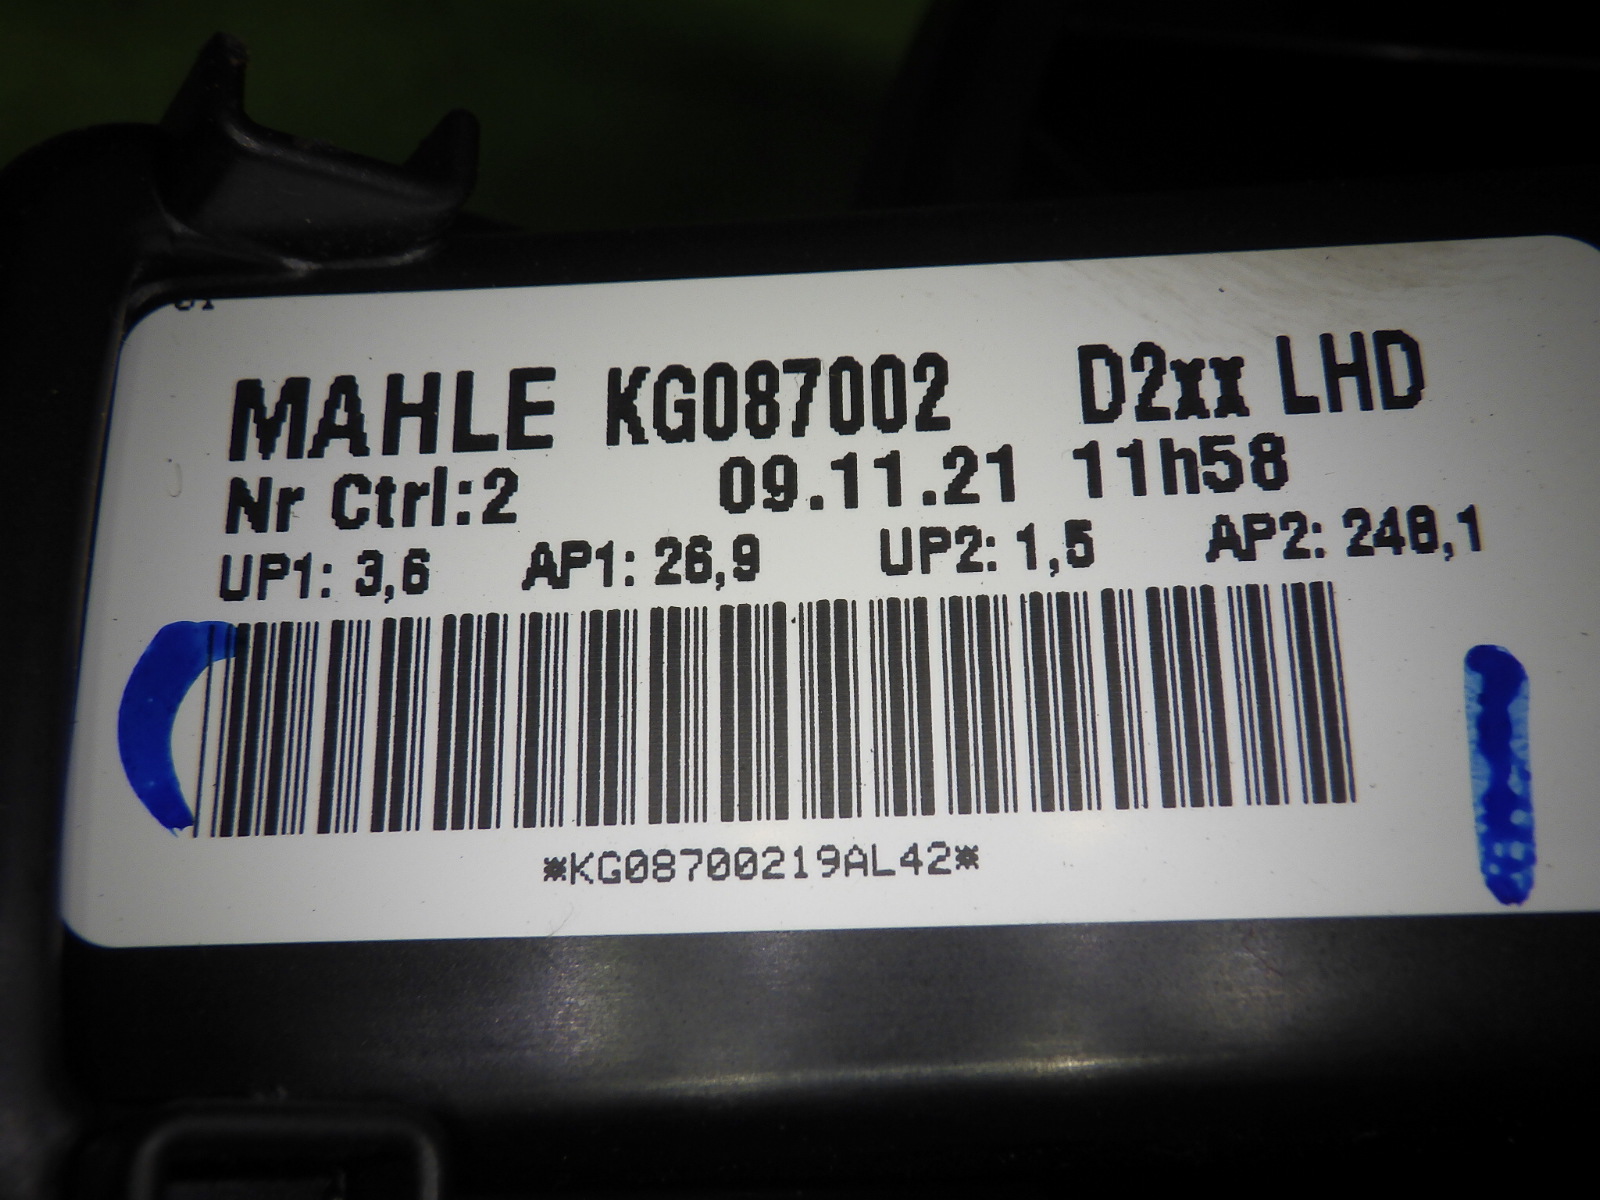 MAHLE KG087002 D2xx LHD
Nr Ctrl:2 09.11.21 11h58
UP1: 3,6 AP1: 26,9 UP2: 1,5 AP2: 248,1
*KG08700219AL42*